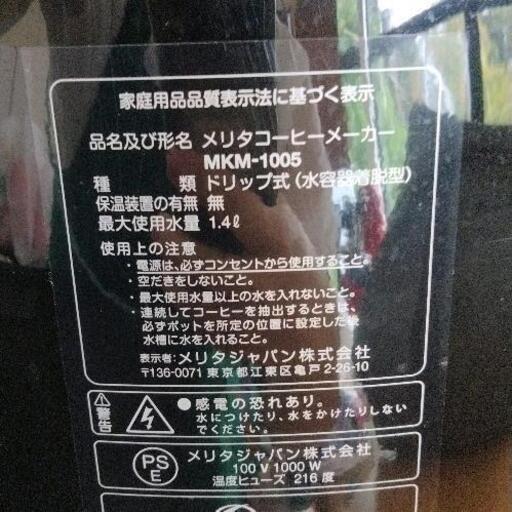 家庭用品品質表示法に基づく表示
品名及び形名 メリタコーヒーメーカー
MKM-1005
種 類 ドリップ式（水容器着脱型）
保温装置の有無 無
最大使用水量 1.4ℓ
使用上の注意
・電源は、必ずコンセントから使用すること。
・空だきをしないこと。
・最大使用水量以上の水を入れないこと。
・連続してコーヒーを抽出するときは、
必ずポットを所定の位置に設定した後
水槽に水を入れること。
表示者：メリタジャパン株式会社
〒136-0071 東京都江東区亀戸2-26-10
警告
●感電の恐れあり。
水につけたり、水をかけたりしない
でください。
PS
E
メリタジャパン株式会社
100V 1000W
温度ヒューズ 216度